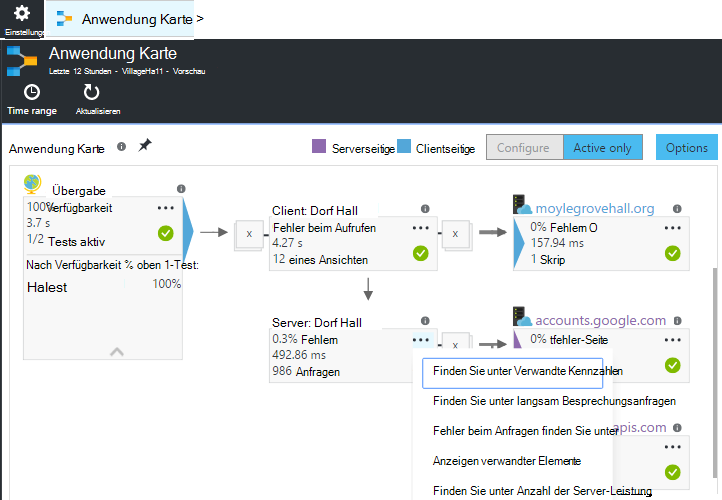 Einstellungen
Anwendung Karte >
Anwendung Karte
Letzte 12 Stunden - VillageHa11 - Vorschau
Time range
Aktualisieren
Anwendung Karte
Serverseitige
Clientseitige
Configure
Active only
Options
Übergabe
100% Verfügbarkeit
3.7 s
1/2 Tests aktiv
Nach Verfügbarkeit % oben 1-Test:
Halest 100%
x
Client: Dorf Hall
Fehler beim Aufrufen
4.27 s
12 eines Ansichten
x
moylegrovehall.org
0% Fehlern O
157.94 ms
1 Skrip
Server: Dorf Hall
0.3% Fehlern
492.86 ms
986 Anfragen
x
accounts.google.com
0% tfehler-Seite
Finden Sie unter Verwandte Kennzahlen
Finden Sie unter langsam Besprechungsanfragen
Fehler beim Anfragen finden Sie unter
Anzeigen verwandter Elemente
Finden Sie unter Anzahl der Server-Leistung
apis.com